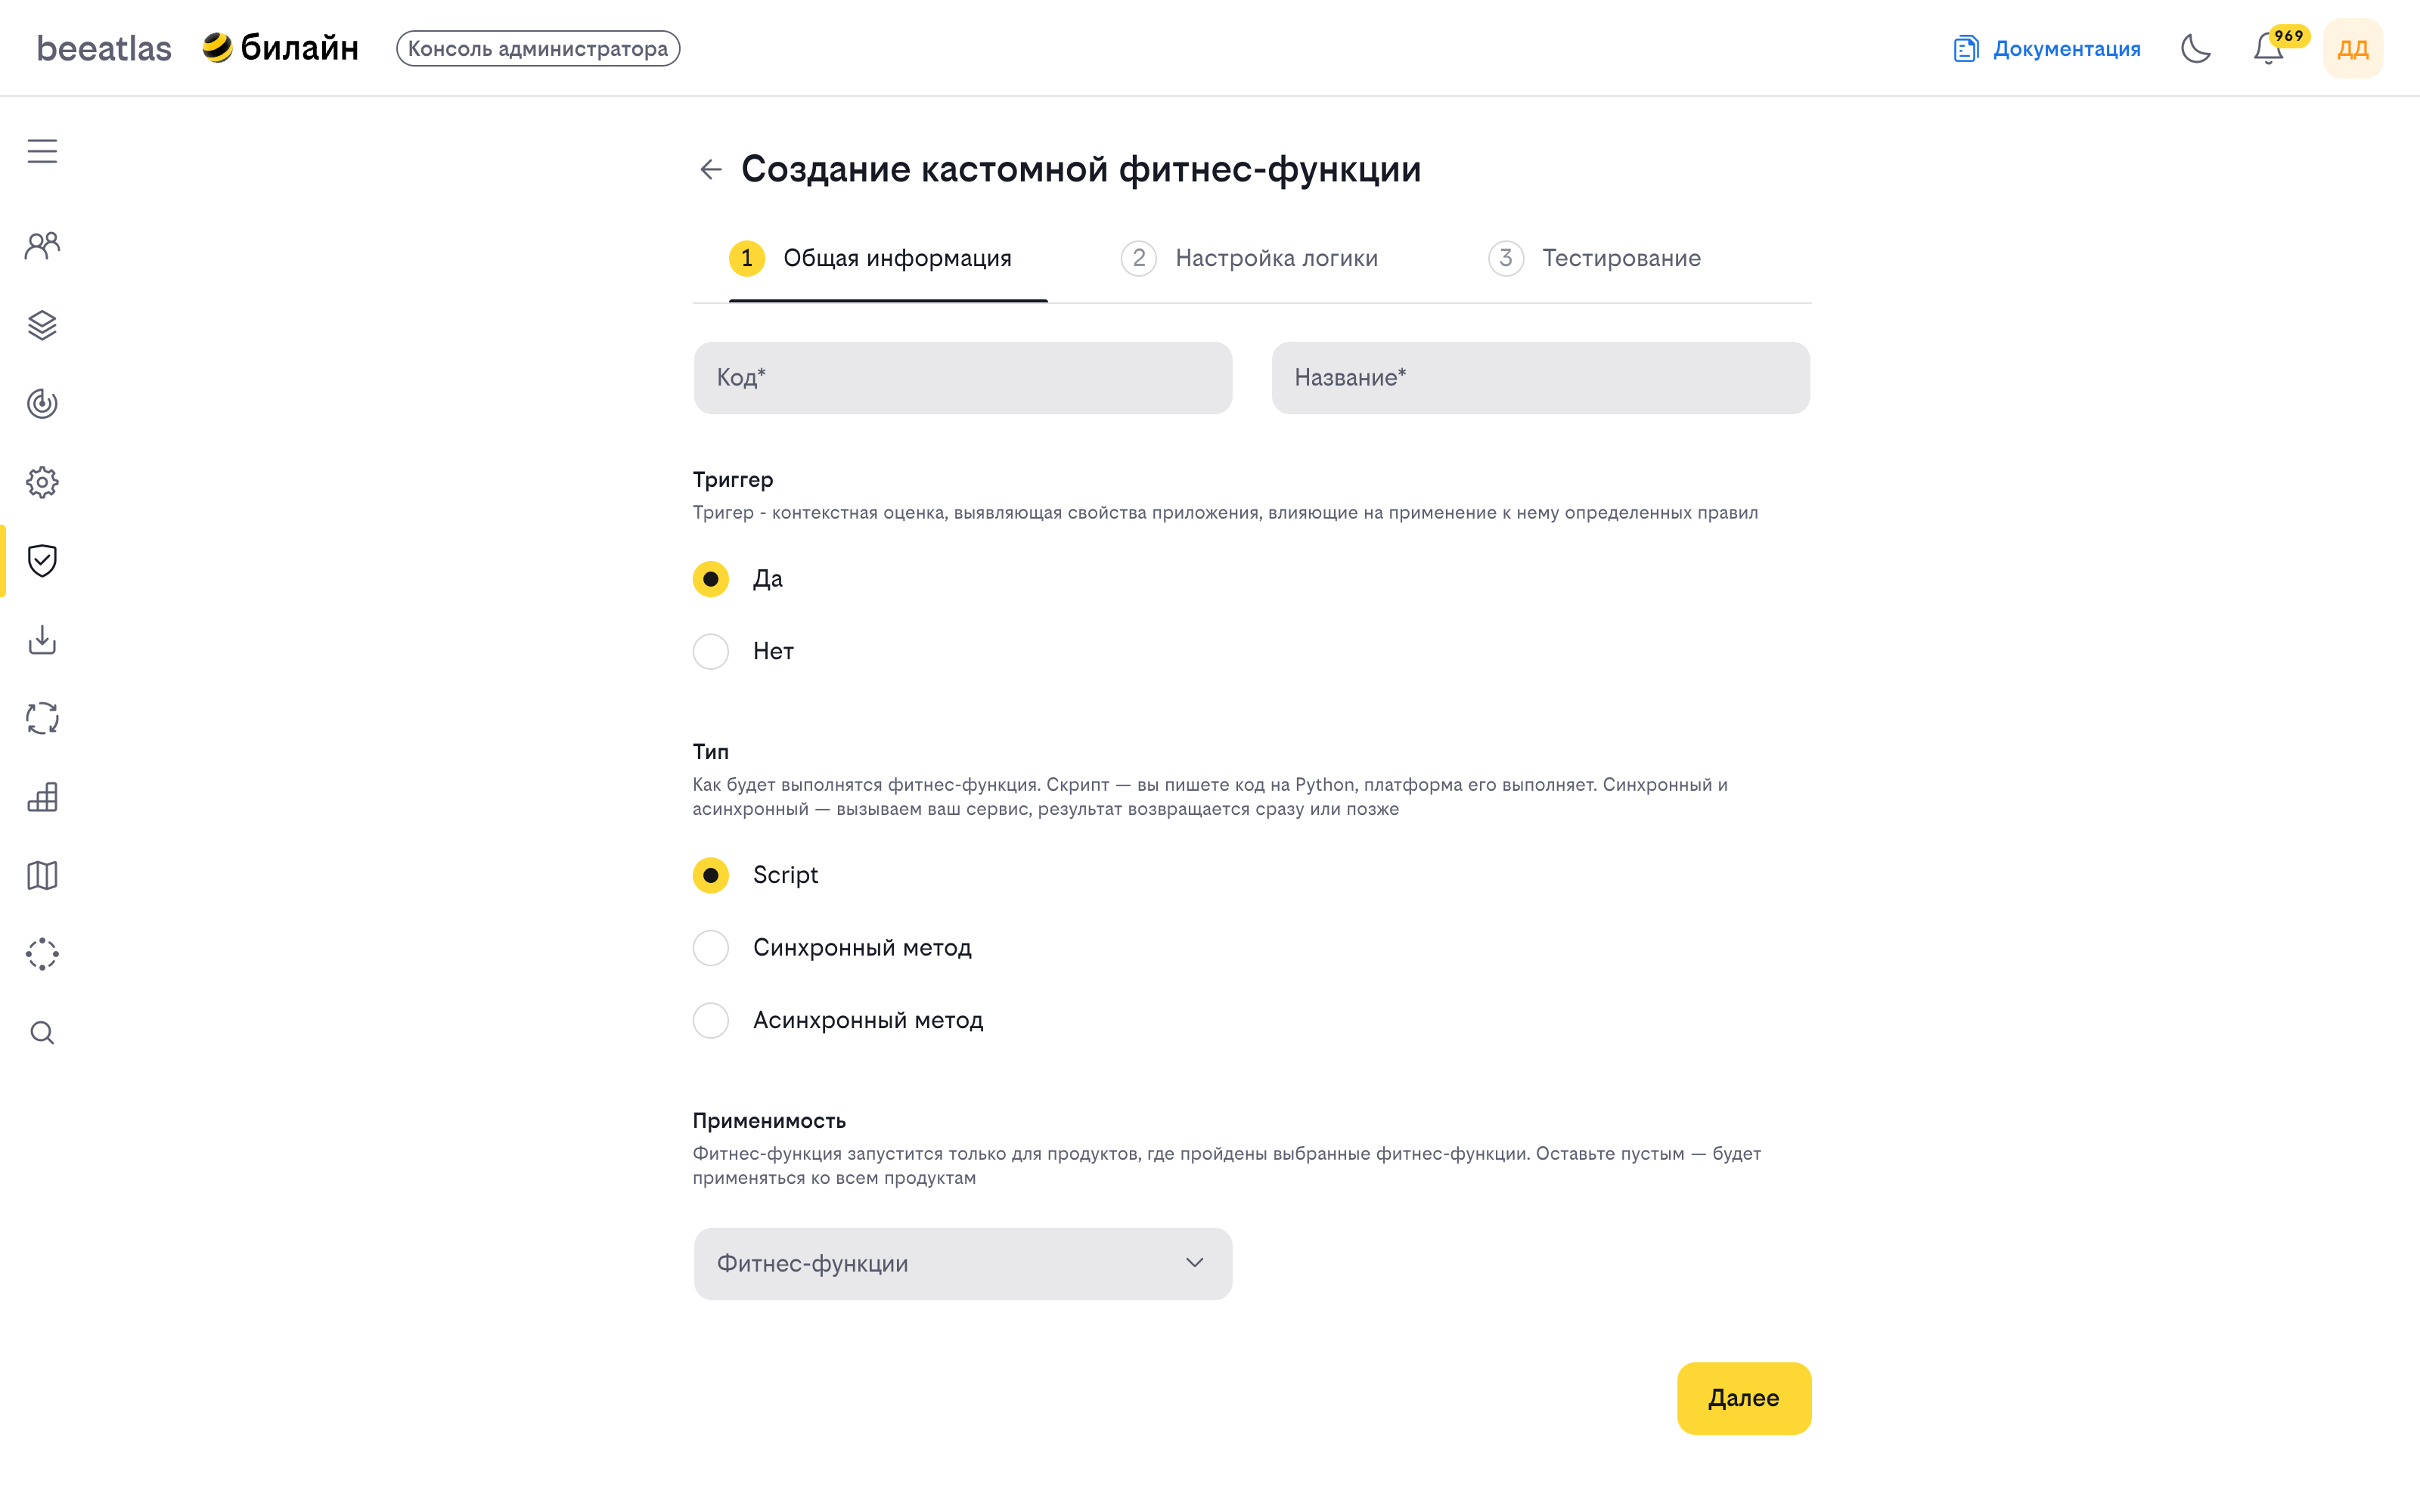 beeatlas билайн Консоль администратора Документация 969 ДД
Создание кастомной фитнес-функции
1 Общая информация 2 Настройка логики 3 Тестирование
Код* Название*
Триггер
Тригер - контекстная оценка, выявляющая свойства приложения, влияющие на применение к нему определенных правил
Да
Нет
Тип
Как будет выполнятся фитнес-функция. Скрипт — вы пишете код на Python, платформа его выполняет. Синхронный и
асинхронный — вызываем ваш сервис, результат возвращается сразу или позже
Script
Синхронный метод
Асинхронный метод
Применимость
Фитнес-функция запустится только для продуктов, где пройдены выбранные фитнес-функции. Оставьте пустым — будет
применяться ко всем продуктам
Фитнес-функции
Далее